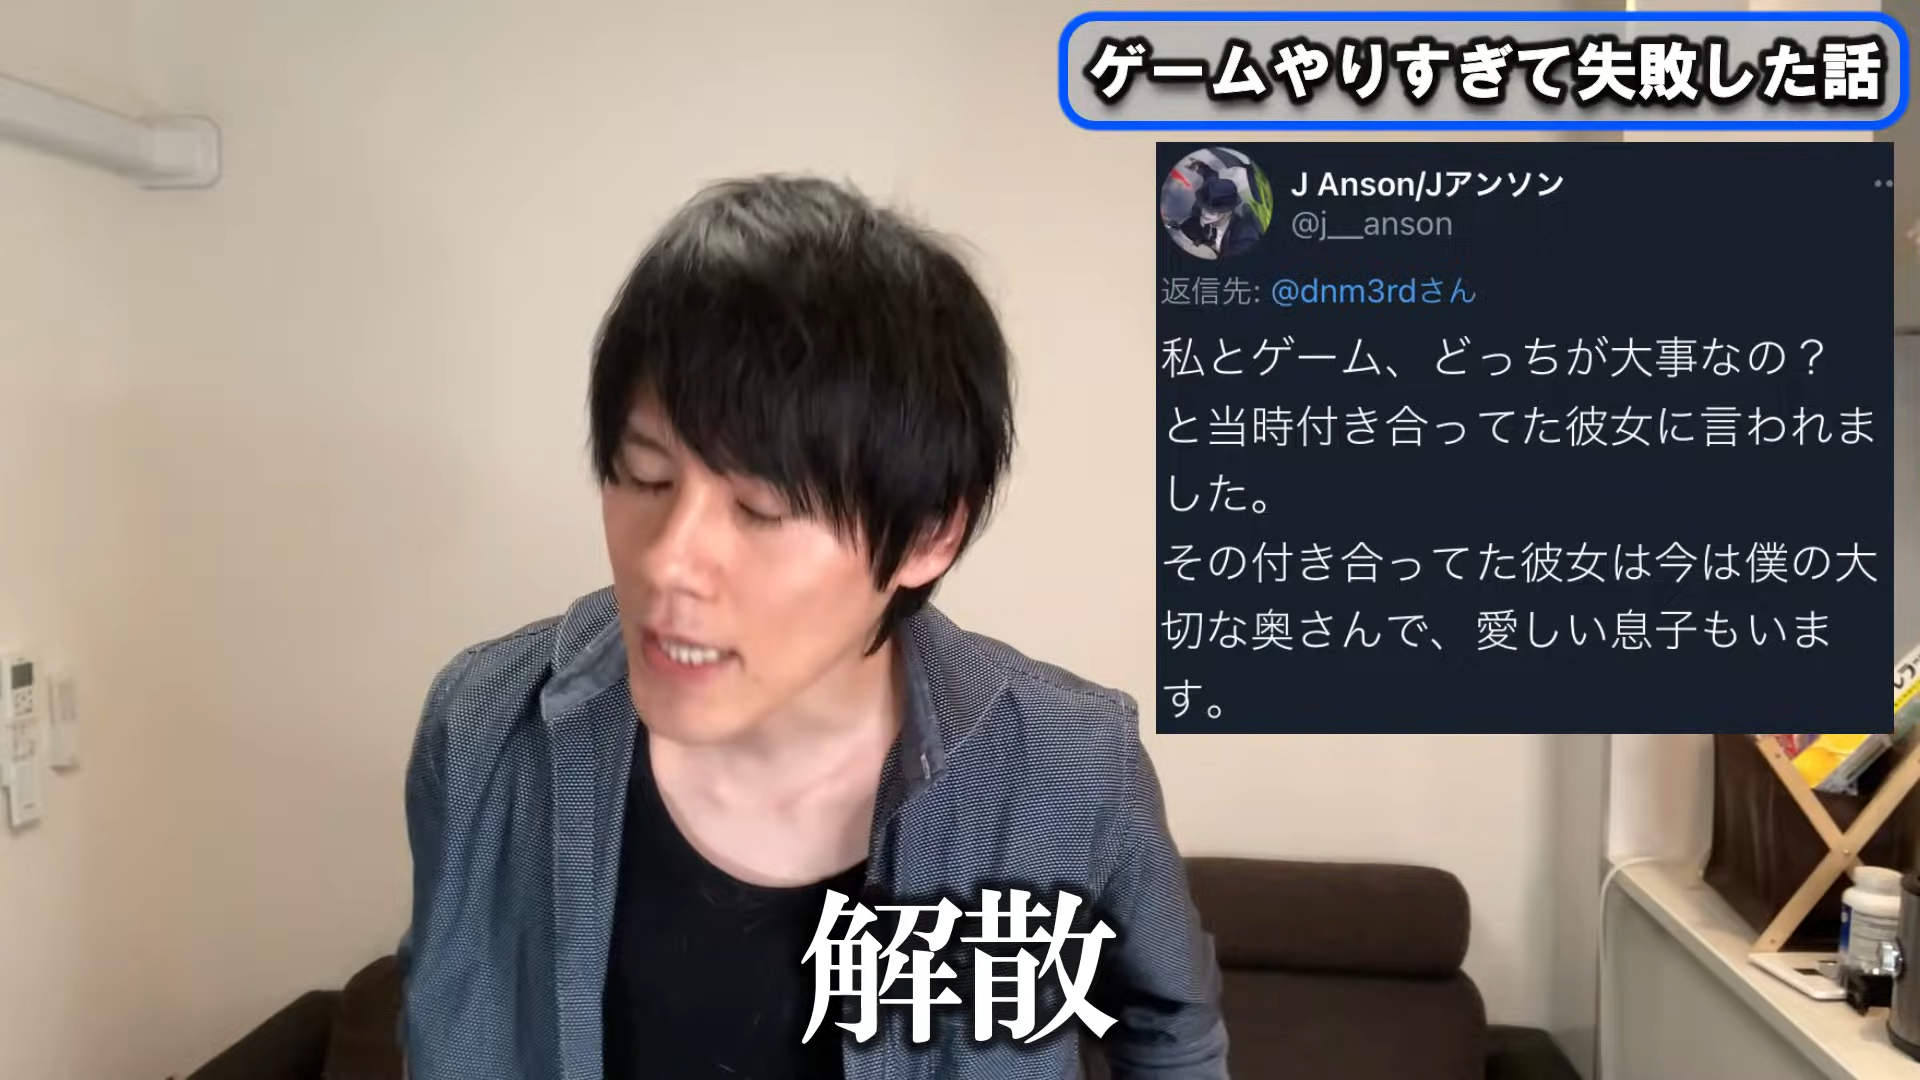 ゲームやりすぎて失敗した話
J Anson/Jアンソン
@j__anson
返信先: @dnm3rdさん
私とゲーム、どっちが大事なの？
と当時付き合ってた彼女に言われま
した。
その付き合ってた彼女は今は僕の大
切な奥さんで、愛しい息子もいま
す。
解散